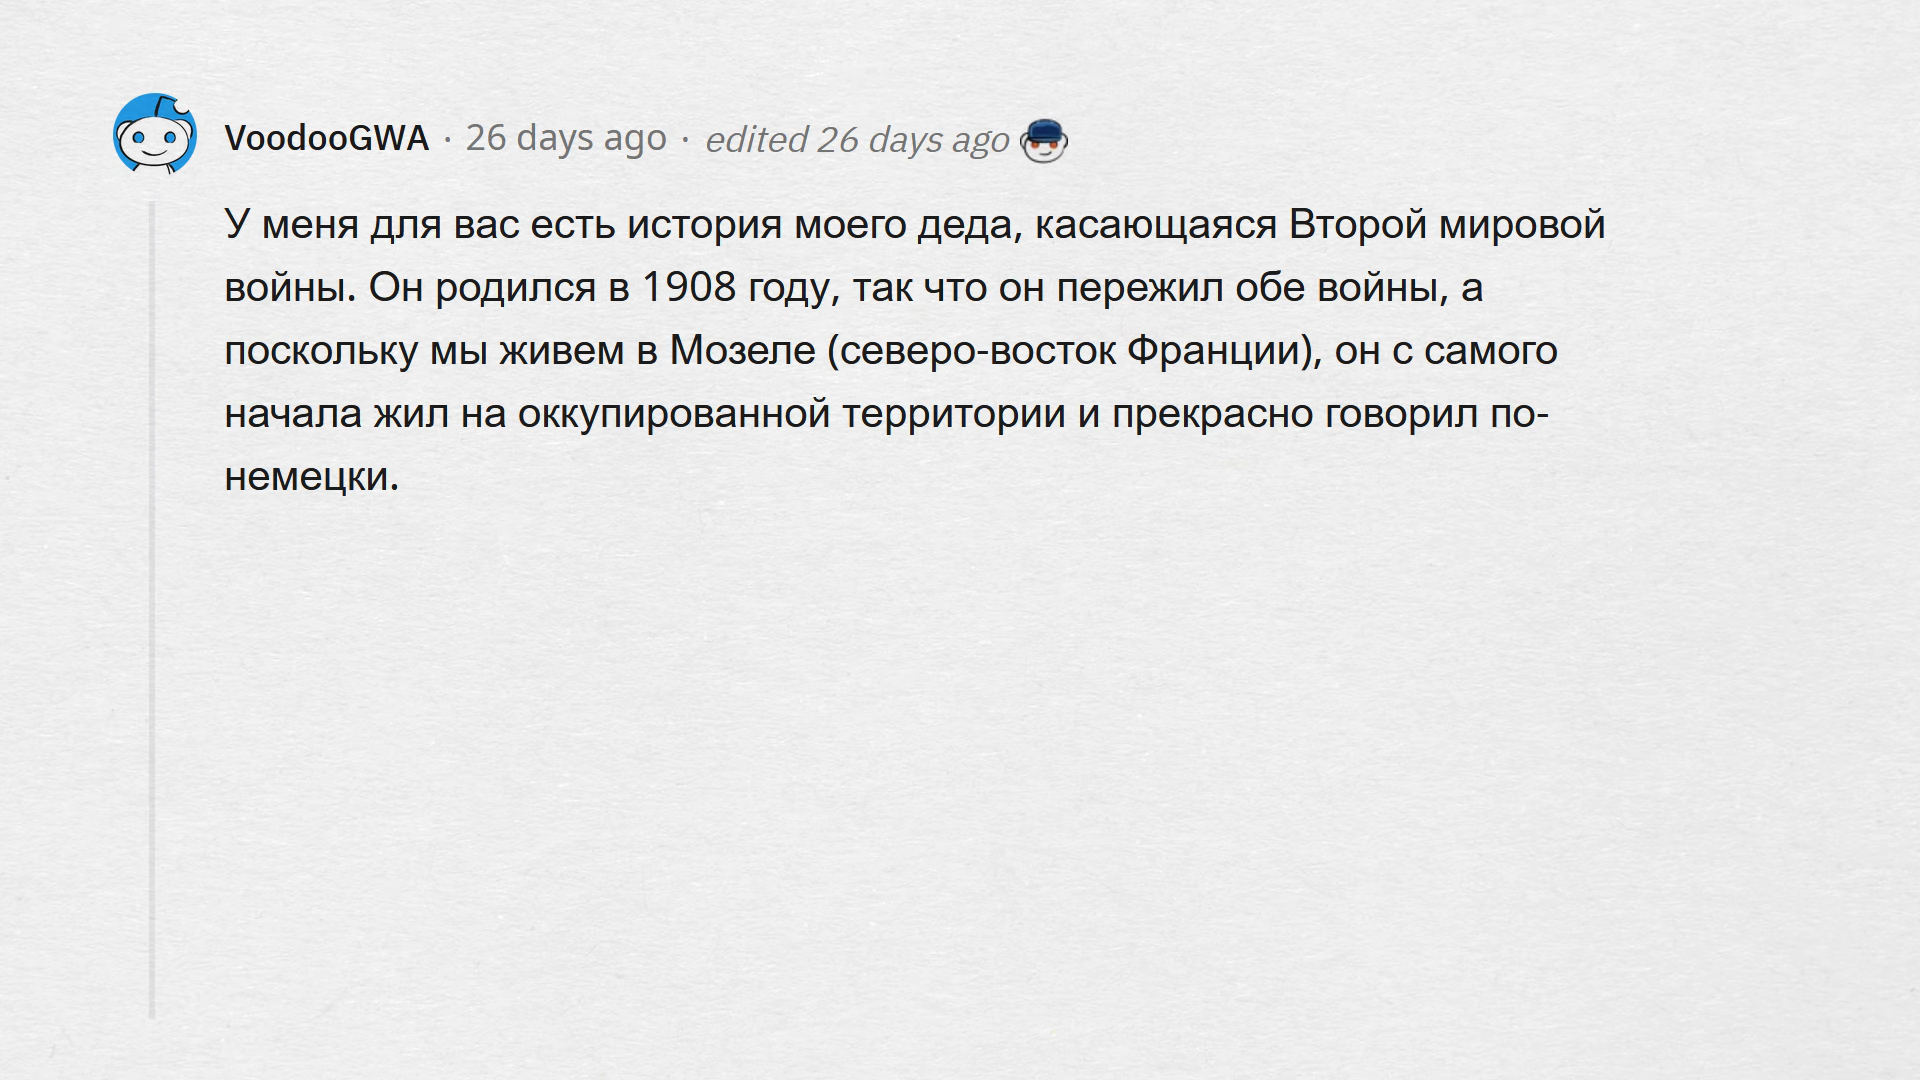 VoodooGWA · 26 days ago · edited 26 days ago
У меня для вас есть история моего деда, касающаяся Второй мировой
войны. Он родился в 1908 году, так что он пережил обе войны, а
поскольку мы живем в Мозеле (северо-восток Франции), он с самого
начала жил на оккупированной территории и прекрасно говорил по-
немецки.